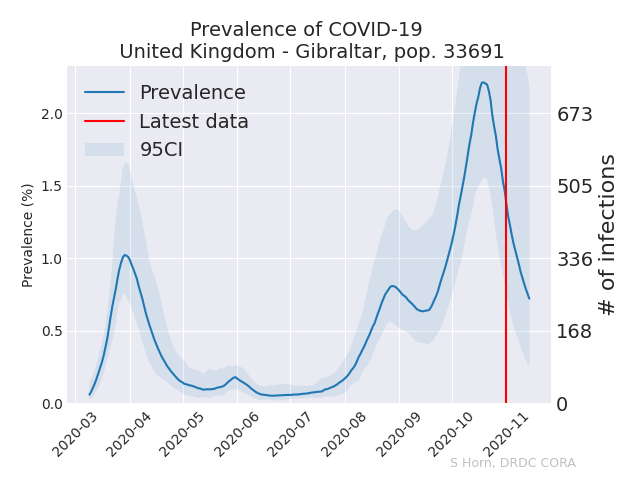 Prevalence of COVID-19
United Kingdom - Gibraltar, pop. 33691
Prevalence
Latest data
95CI
Prevalence (%)
2.0
1.5
1.0
0.5
0.0
673
505
336
168
0
# of infections
2020-03
2020-04
2020-05
2020-06
2020-07
2020-08
2020-09
2020-10
2020-11
S Horn, DRDC CORA